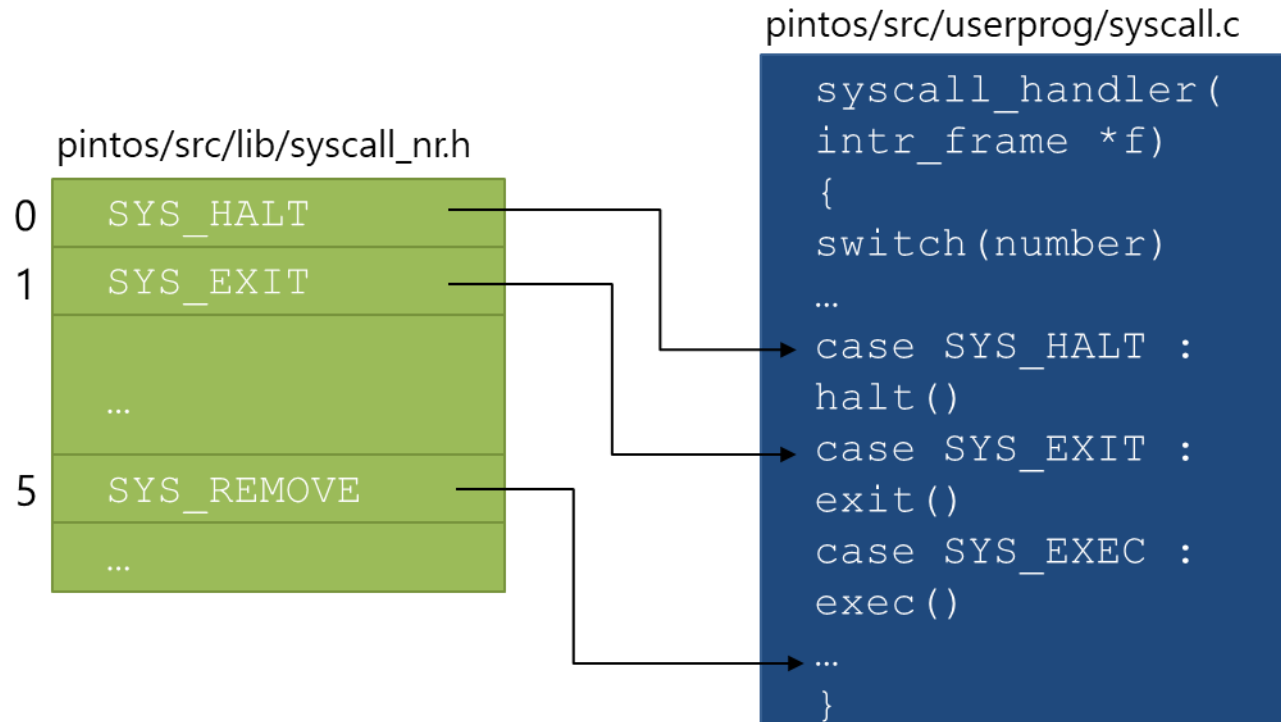 pintos/src/lib/syscall_nr.h
0
SYS_HALT
1
SYS_EXIT
…
5
SYS_REMOVE
…
pintos/src/userprog/syscall.c
syscall_handler(
intr_frame *f)
{
switch(number)
…
case SYS_HALT :
halt()
case SYS_EXIT :
exit()
case SYS_EXEC :
exec()
…
}